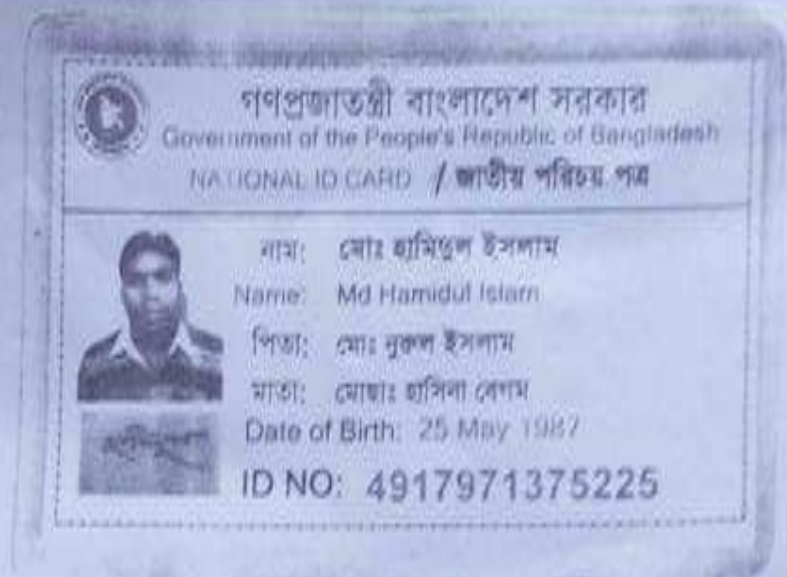 গণপ্রজাতন্ত্রী বাংলাদেশ সরকার
Government of the People's Republic of Bangladesh
NATIONAL ID CARD / জাতীয় পরিচয় পত্র
নাম: মোঃ হামিদুল ইসলাম
Name: Md Hamidul Islam
পিতা: মোঃ নুরুল ইসলাম
মাতা: মোছাঃ হাসিনা বেগম
Date of Birth: 25 May 1987
ID NO: 4917971375225